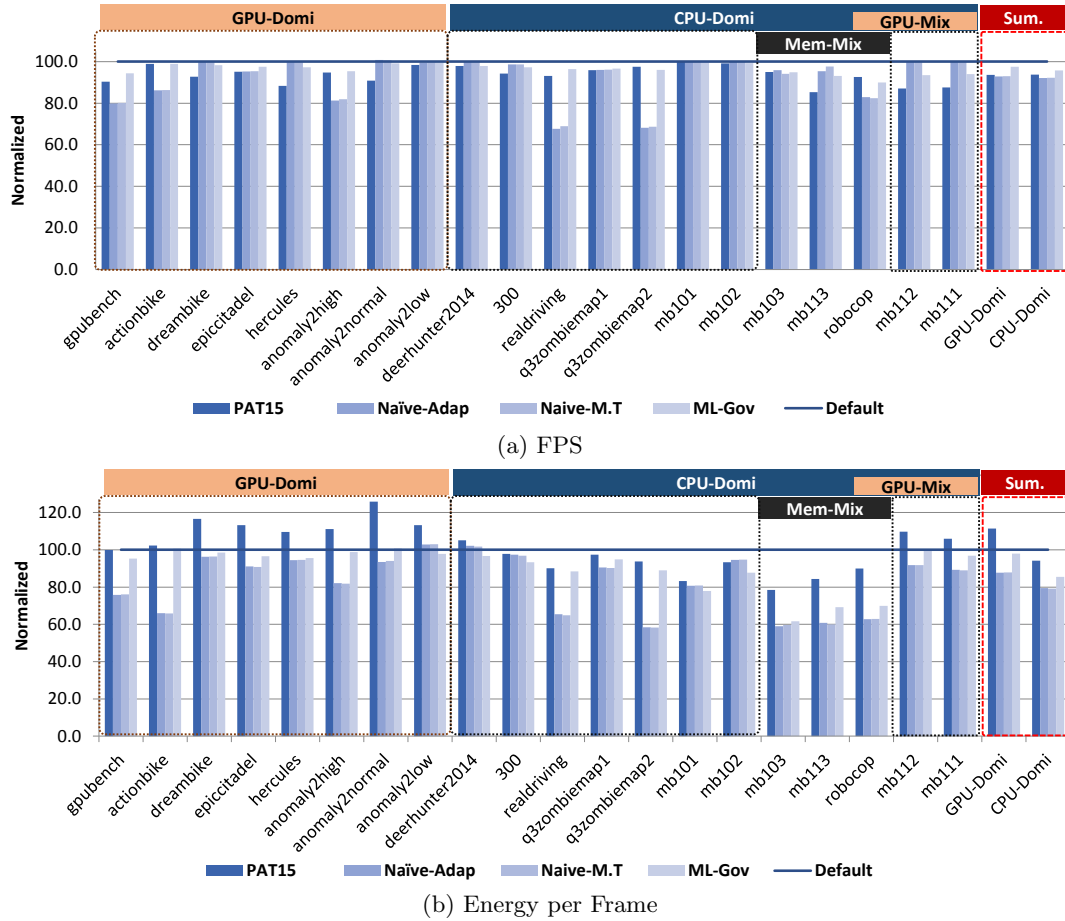 GPU-Domi CPU-Domi Sum.
GPU-Mix
Mem-Mix
Normalized
100.0
80.0
60.0
40.0
20.0
0.0
gpubench actionbike dreambike epiccitadel hercules anomaly2high anomaly2normal anomaly2low deerhunter2014 300 realdriving q3zombiemap1 q3zombiemap2 mb101 mb102 mb103 mb113 robocop mb112 mb111 GPU-Domi CPU-Domi
PAT15 Naïve-Adap Naive-M.T ML-Gov Default
(a) FPS
GPU-Domi CPU-Domi Sum.
GPU-Mix
Mem-Mix
Normalized
120.0
100.0
80.0
60.0
40.0
20.0
0.0
gpubench actionbike dreambike epiccitadel hercules anomaly2high anomaly2normal anomaly2low deerhunter2014 300 realdriving q3zombiemap1 q3zombiemap2 mb101 mb102 mb103 mb113 robocop mb112 mb111 GPU-Domi CPU-Domi
PAT15 Naïve-Adap Naive-M.T ML-Gov Default
(b) Energy per Frame